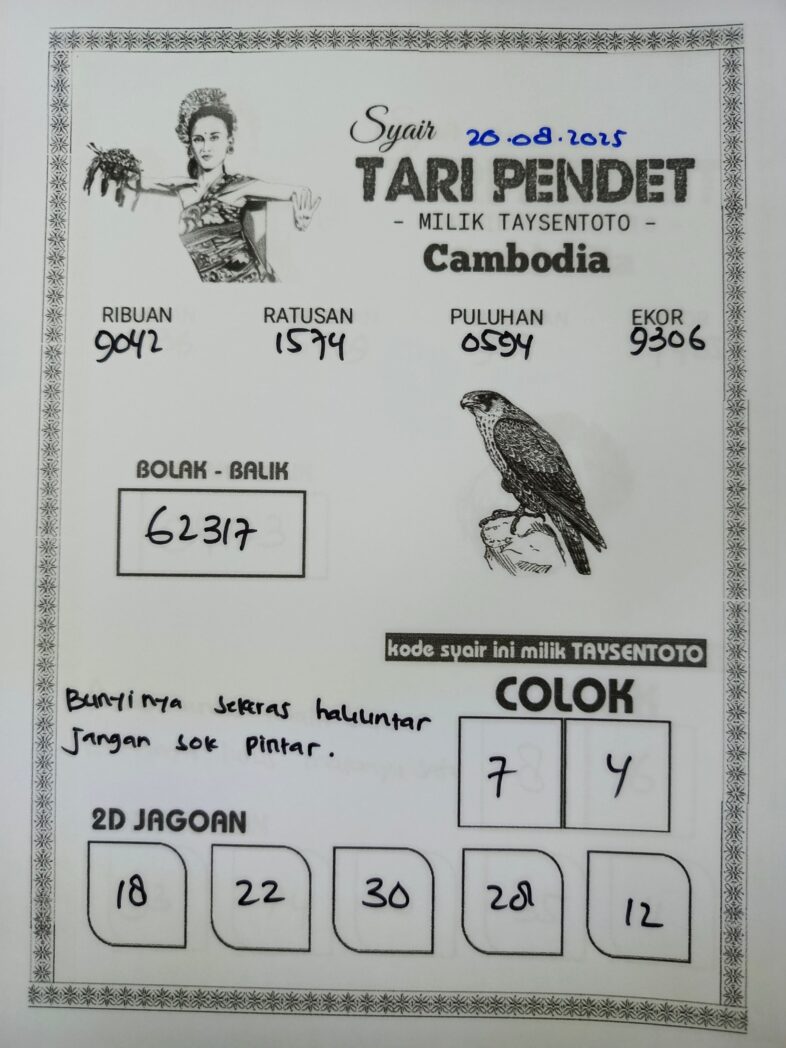 Syair 20.08.2025
TARI PENDET
- MILIK TAYSENTOTO -
Cambodia
RIBUAN RATUSAN PULUHAN EKOR
9042 1574 0594 9306
BOLAK - BALIK
62317
kode syair ini milik TAYSENTOTO
COLOK
7 4
Bunyinya sekeras halilintar
Jangan sok pintar.
2D JAGOAN
18 22 30 28 12